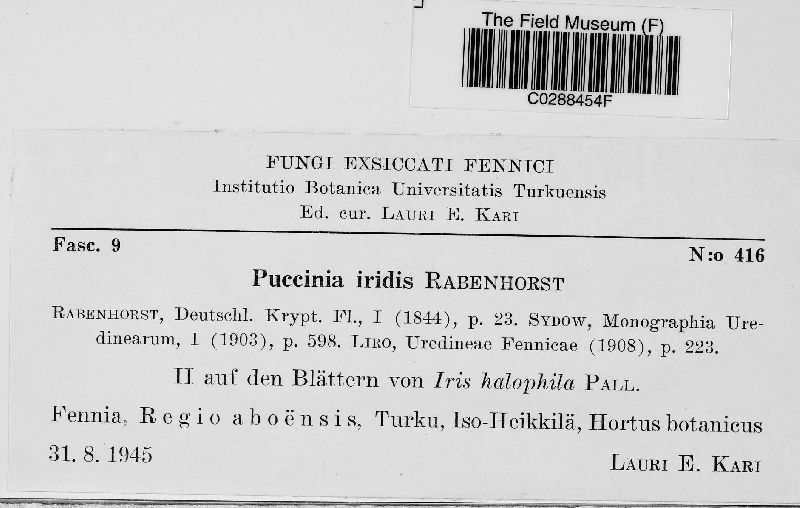 The Field Museum (F)
C0288454F
FUNGI EXSICCATI FENNICI
Institutio Botanica Universitatis Turkuensis
Ed. cur. LAURI E. KARI
Fasc. 9 N:o 416
Puccinia iridis RABENHORST
RABENHORST, Deutschl. Krypt. Fl., I (1844), p. 23. SYDOW, Monographia Ure-
dinearum, 1 (1903), p. 598. LIRO, Uredineae Fennicae (1908), p. 223.
II auf den Blättern von Iris halophila PALL.
Fennia, Regio aboënsis, Turku, Iso-Heikkilä, Hortus botanicus
31. 8. 1945 LAURI E. KARI